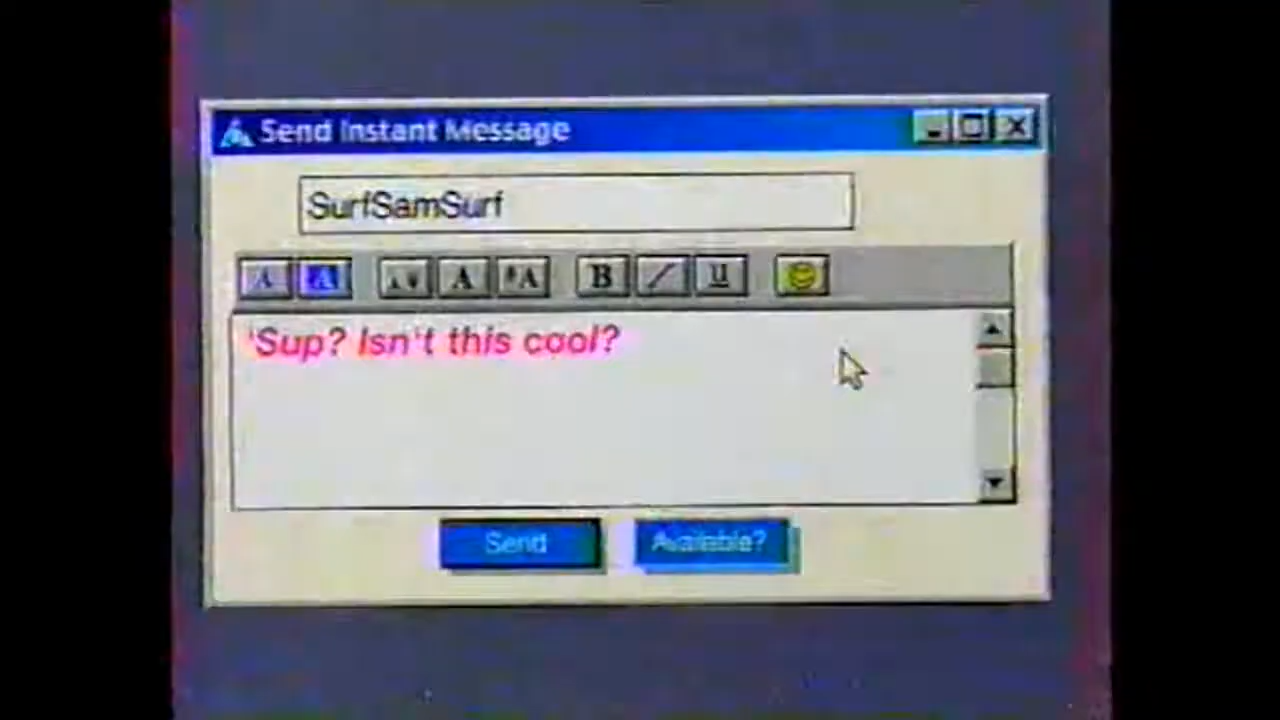 Send Instant Message
SurfSamSurf
A A A A B / U
'Sup? Isn't this cool?
Send Available?